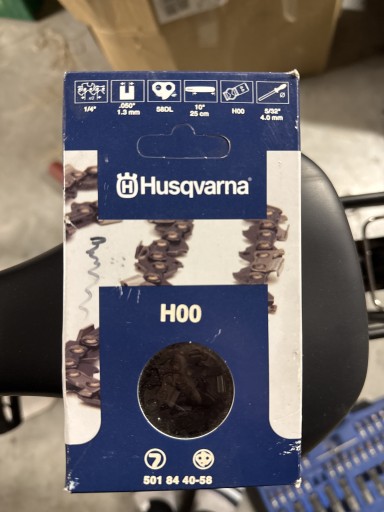 1/4"
.050"
1.3 mm
58DL
10"
25 cm
H00
5/32"
4.0 mm
Husqvarna®
H00
501 84 40-58